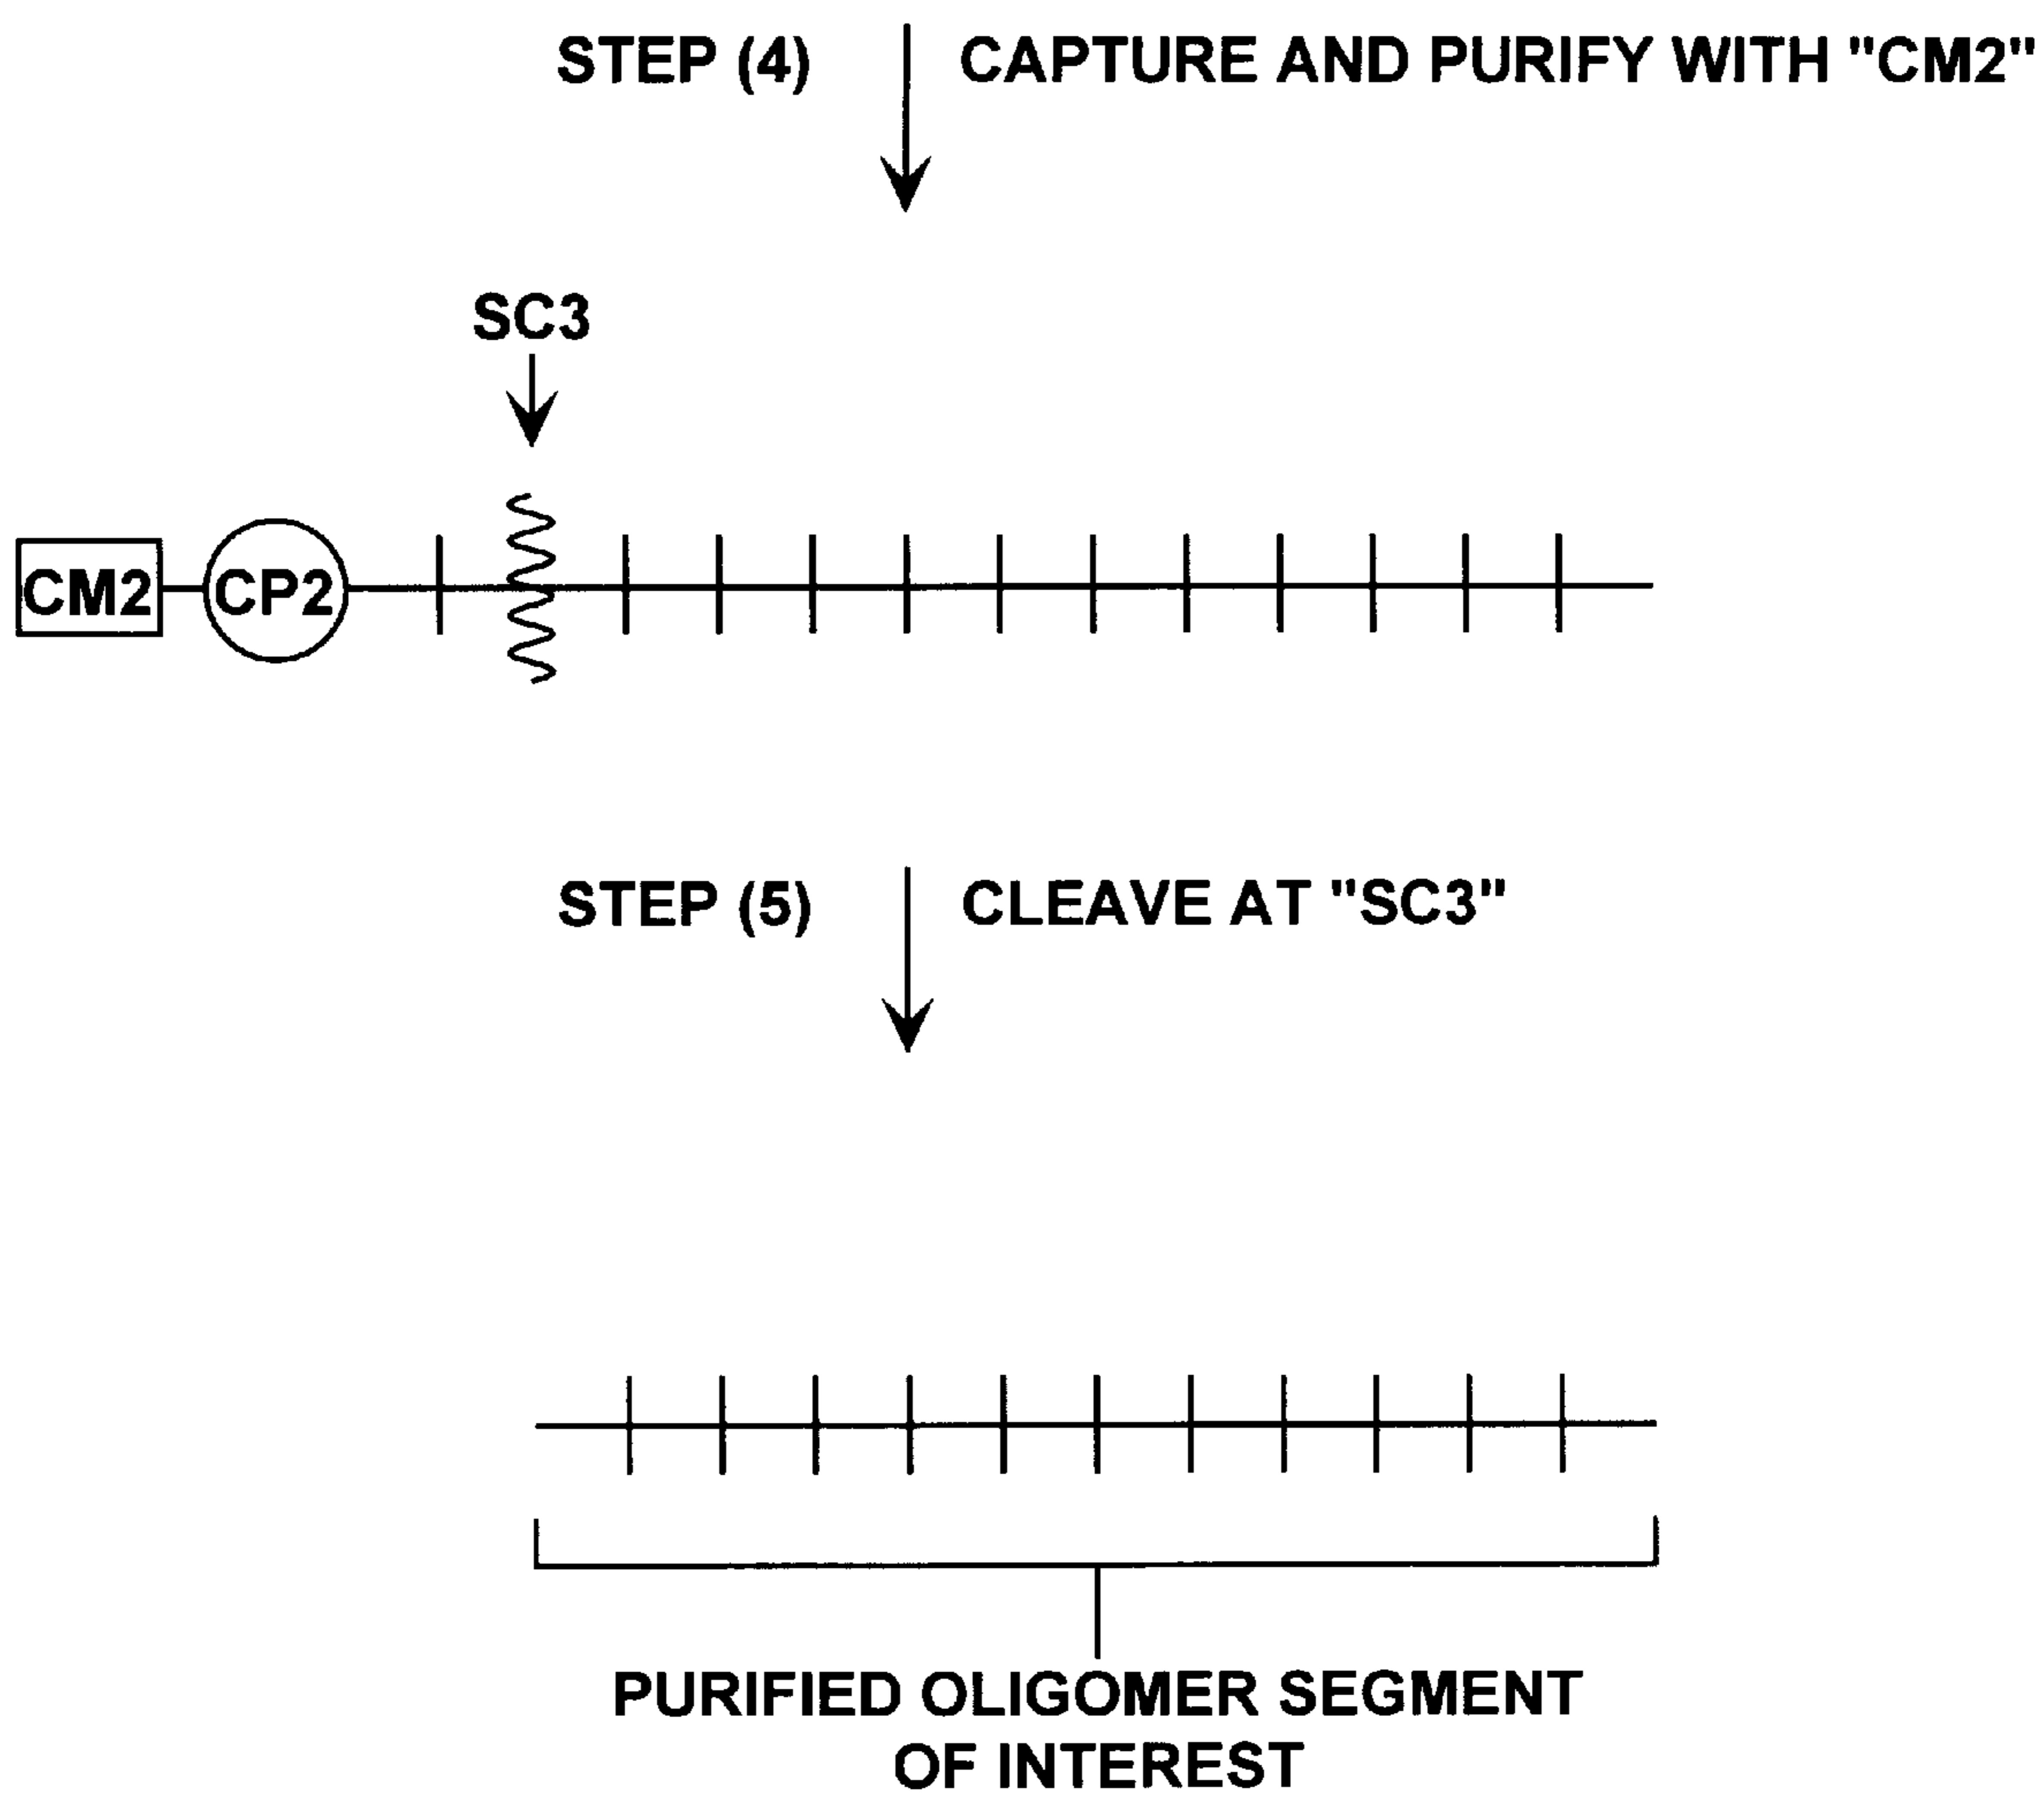 STEP (4) CAPTURE AND PURIFY WITH "CM2"
SC3
CM2 CP2
STEP (5) CLEAVE AT "SC3"
PURIFIED OLIGOMER SEGMENT
OF INTEREST